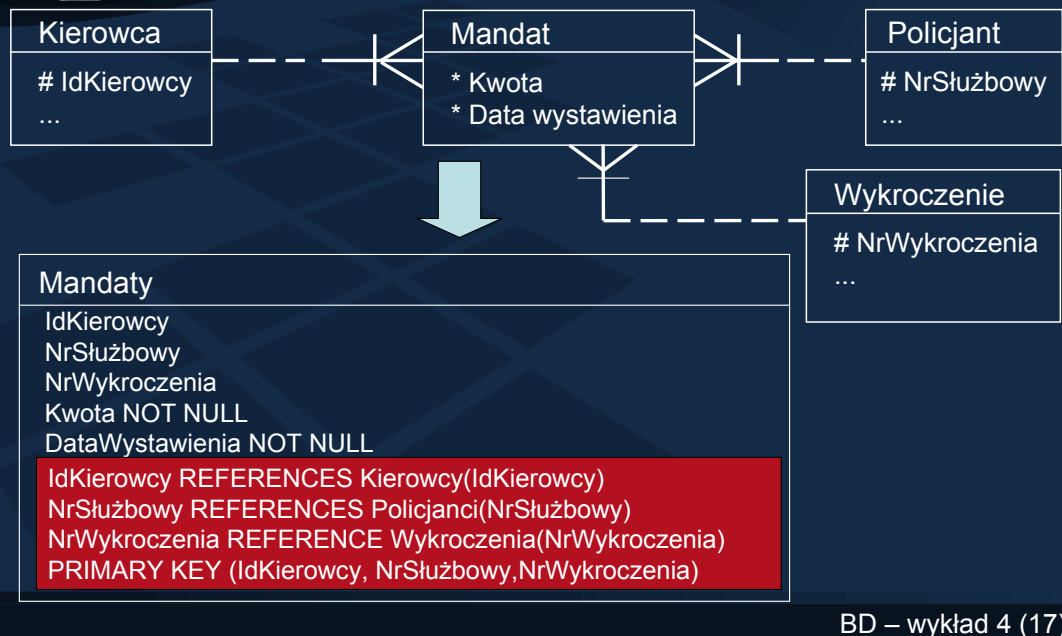 Kierowca
# IdKierowcy
...
Mandat
* Kwota
* Data wystawienia
Policjant
# NrSłużbowy
...
Wykroczenie
# NrWykroczenia
...
Mandaty
IdKierowcy
NrSłużbowy
NrWykroczenia
Kwota NOT NULL
DataWystawienia NOT NULL
IdKierowcy REFERENCES Kierowcy(IdKierowcy)
NrSłużbowy REFERENCES Policjanci(NrSłużbowy)
NrWykroczenia REFERENCE Wykroczenia(NrWykroczenia)
PRIMARY KEY (IdKierowcy, NrSłużbowy,NrWykroczenia)
BD – wykład 4 (17)